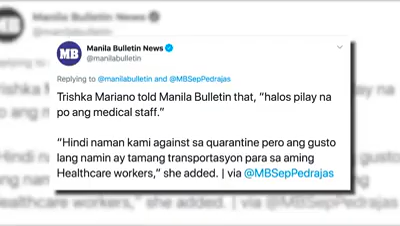 Manila Bulletin News
MB
@manilabulletin
Replying to @manilabulletin and @MBSepPedrajas
Trishka Mariano told Manila Bulletin that, “halos pilay na
po ang medical staff.”
“Hindi naman kami against sa quarantine pero ang gusto
lang namin ay tamang transportasyon para sa aming
Healthcare workers,” she added. | via @MBSepPedrajas